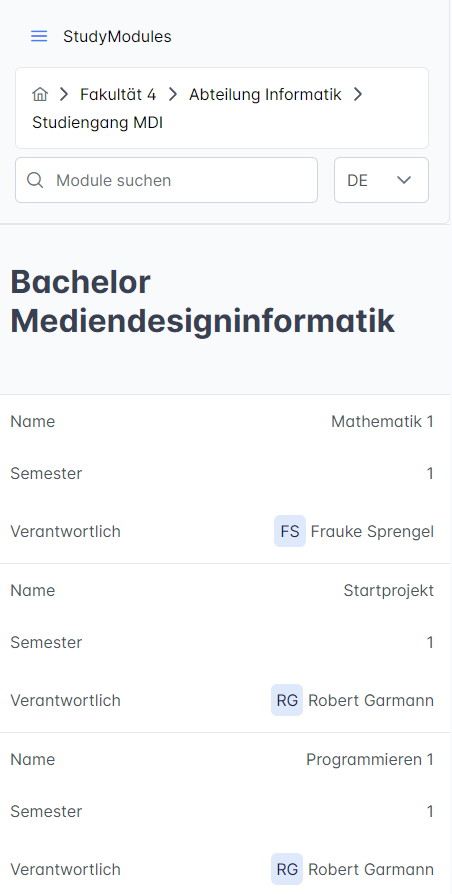 StudyModules
Fakultät 4 Abteilung Informatik
Studiengang MDI
Module suchen DE
Bachelor
Mediendesigninformatik
Name Mathematik 1
Semester 1
Verantwortlich FS Frauke Sprengel
Name Startprojekt
Semester 1
Verantwortlich RG Robert Garmann
Name Programmieren 1
Semester 1
Verantwortlich RG Robert Garmann